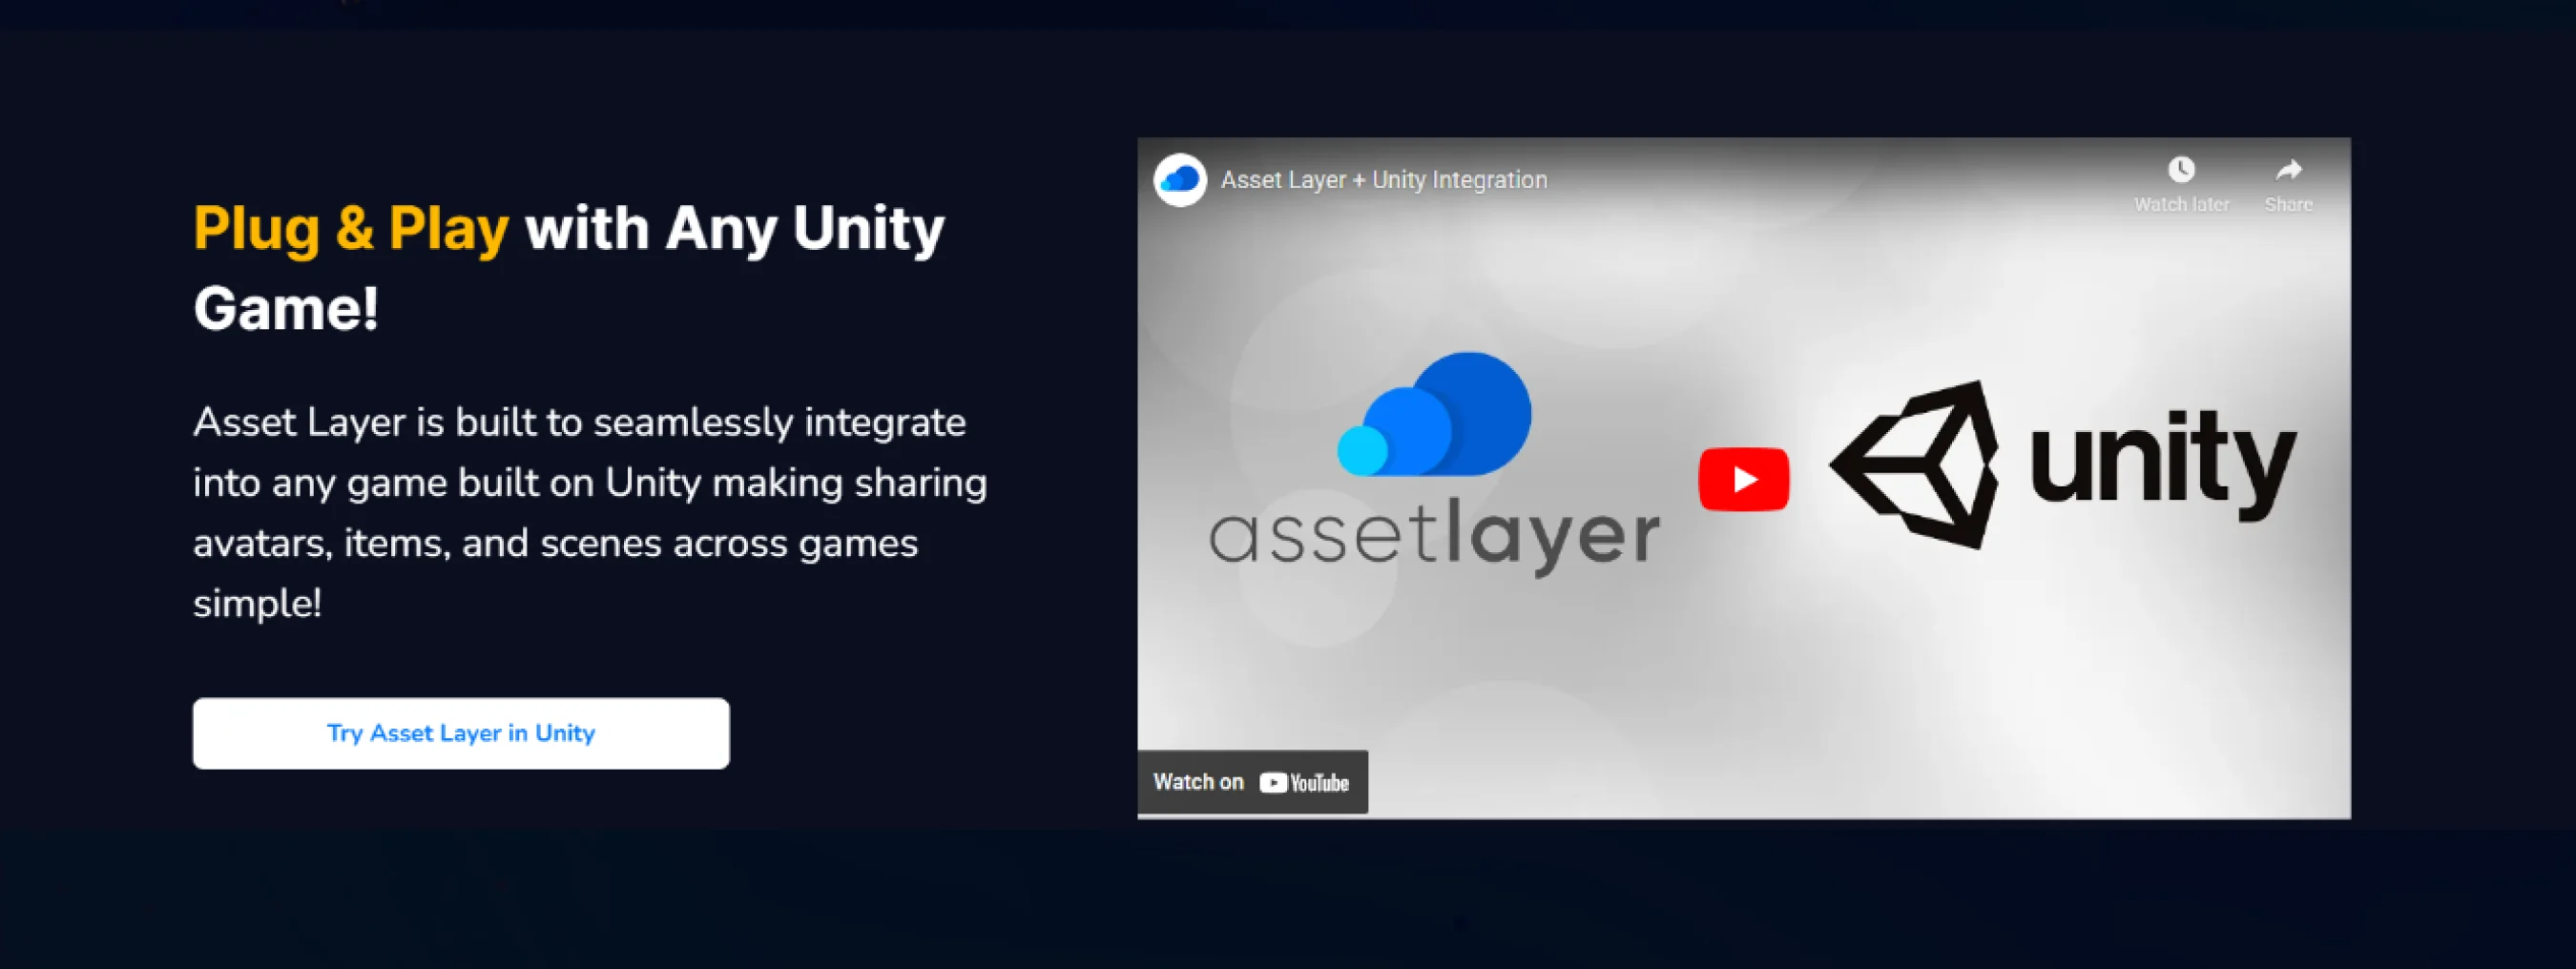 Plug & Play with Any Unity
Game!
Asset Layer is built to seamlessly integrate
into any game built on Unity making sharing
avatars, items, and scenes across games
simple!
Try Asset Layer in Unity
Asset Layer + Unity Integration
Watch later
Share
assetlayer
unity
Watch on YouTube